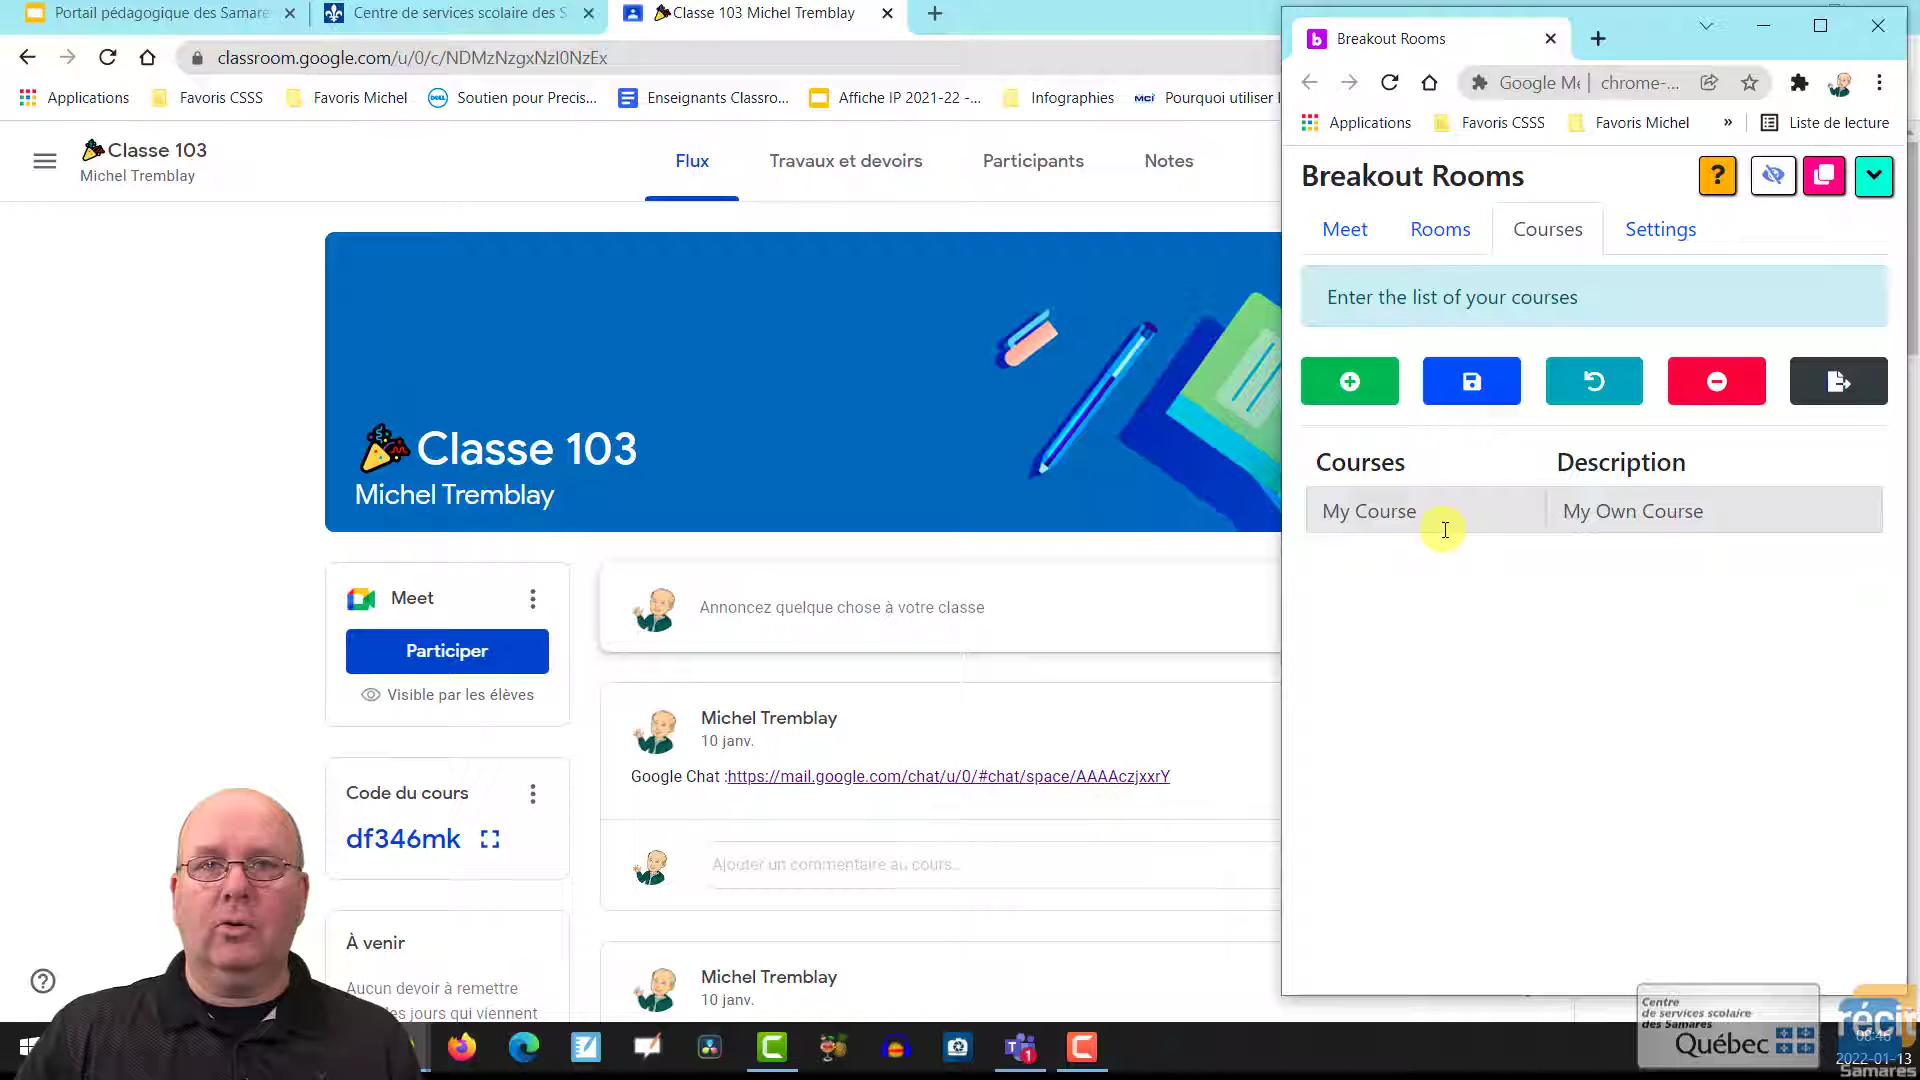 Portail pédagogique des Samare
Centre de services scolaire des S
Classe 103 Michel Tremblay
classroom.google.com/u/0/c/NDMzNzgxNzI0NzEx
Applications
Favoris CSSS
Favoris Michel
DELL
Soutien pour Precis...
Enseignants Classro...
Affiche IP 2021-22 -...
Infographies
MCI
Pourquoi utiliser l
Classe 103
Michel Tremblay
Flux
Travaux et devoirs
Participants
Notes
Classe 103
Michel Tremblay
Meet
Participer
Visible par les élèves
Code du cours
df346mk
À venir
Aucun devoir à remettre
les jours qui viennent
Annoncez quelque chose à votre classe
Michel Tremblay
10 janv.
Google Chat :https://mail.google.com/chat/u/0/#chat/space/AAAAczjxxrY
Ajouter un commentaire au cours...
Michel Tremblay
10 janv.
b
Breakout Rooms
Google Me
chrome-...
Applications
Favoris CSSS
Favoris Michel
»
Liste de lecture
Breakout Rooms
?
Meet
Rooms
Courses
Settings
Enter the list of your courses
Courses
Description
My Course
My Own Course
Centre
de services scolaire
des Samares
Québec
récit
08:46
2022-01-13
Samares